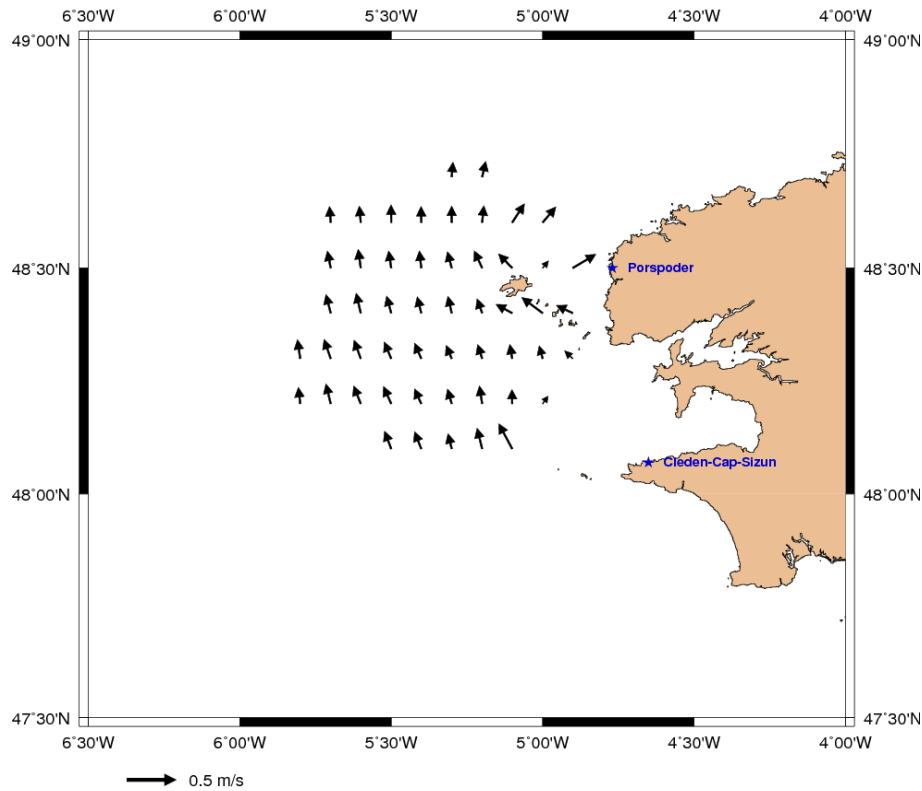 6˚30'W 6˚00'W 5˚30'W 5˚00'W 4˚30'W 4˚00'W
49˚00'N 49˚00'N
48˚30'N Porspoder 48˚30'N
Cleden-Cap-Sizun
48˚00'N 48˚00'N
47˚30'N 47˚30'N
6˚30'W 6˚00'W 5˚30'W 5˚00'W 4˚30'W 4˚00'W
0.5 m/s